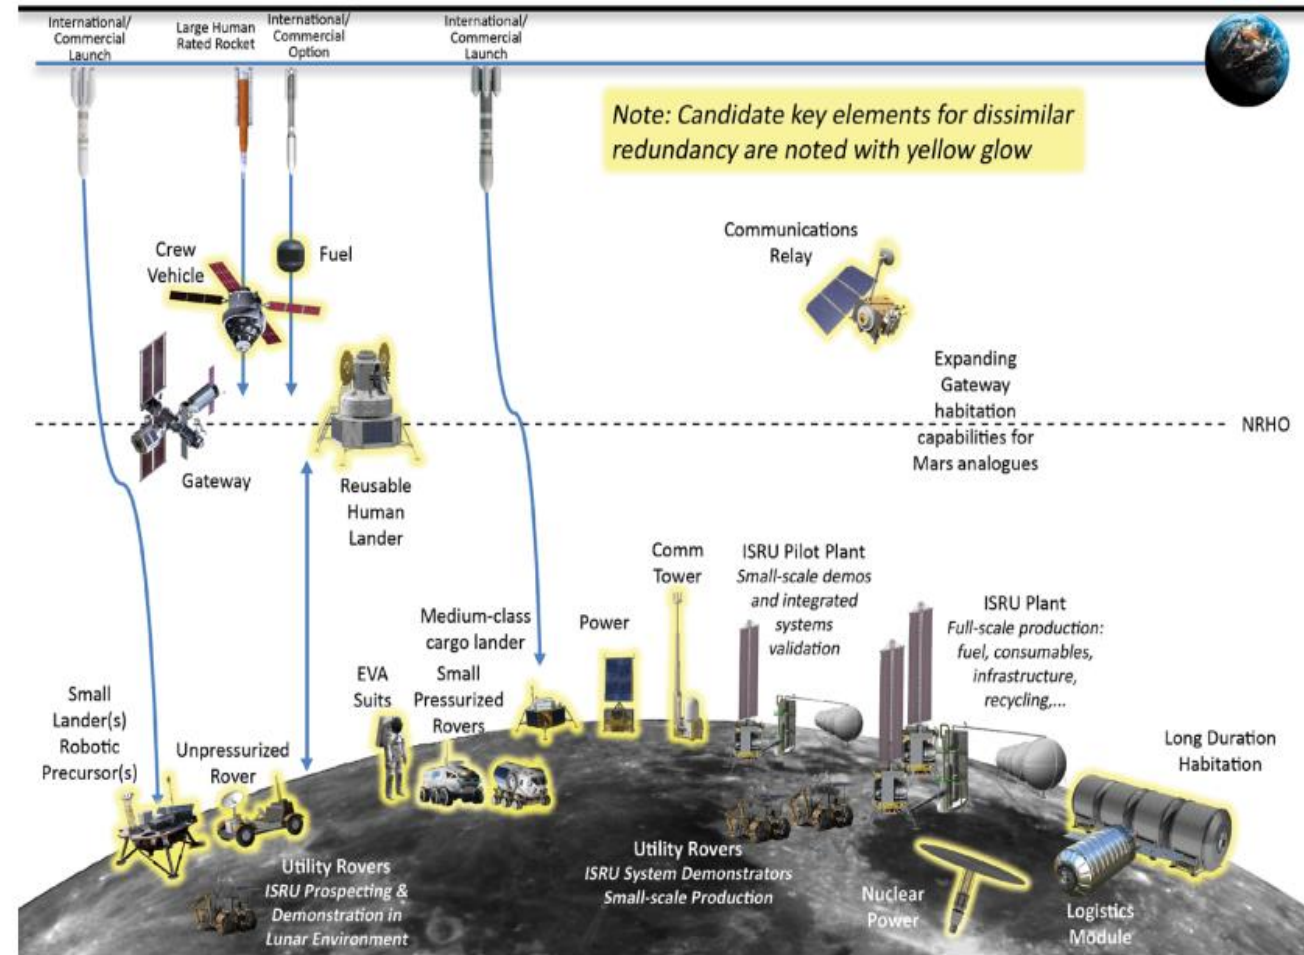 International/
Commercial
Launch
Large Human
Rated Rocket
International/
Commercial
Option
International/
Commercial
Launch
Note: Candidate key elements for dissimilar
redundancy are noted with yellow glow
Crew
Vehicle
Fuel
Communications
Relay
Expanding
Gateway
habitation
capabilities for
Mars analogues
NRHO
Gateway
Reusable
Human
Lander
Comm
Tower
ISRU Pilot Plant
Small-scale demos
and integrated
systems
validation
ISRU Plant
Full-scale production:
fuel, consumables,
infrastructure,
recycling,...
Medium-class
cargo lander
Power
EVA
Suits
Small
Pressurized
Rovers
Small
Lander(s)
Robotic
Precursor(s)
Unpressurized
Rover
Long Duration
Habitation
Utility Rovers
ISRU Prospecting &
Demonstration in
Lunar Environment
Utility Rovers
ISRU System Demonstrators
Small-scale Production
Nuclear
Power
Logistics
Module